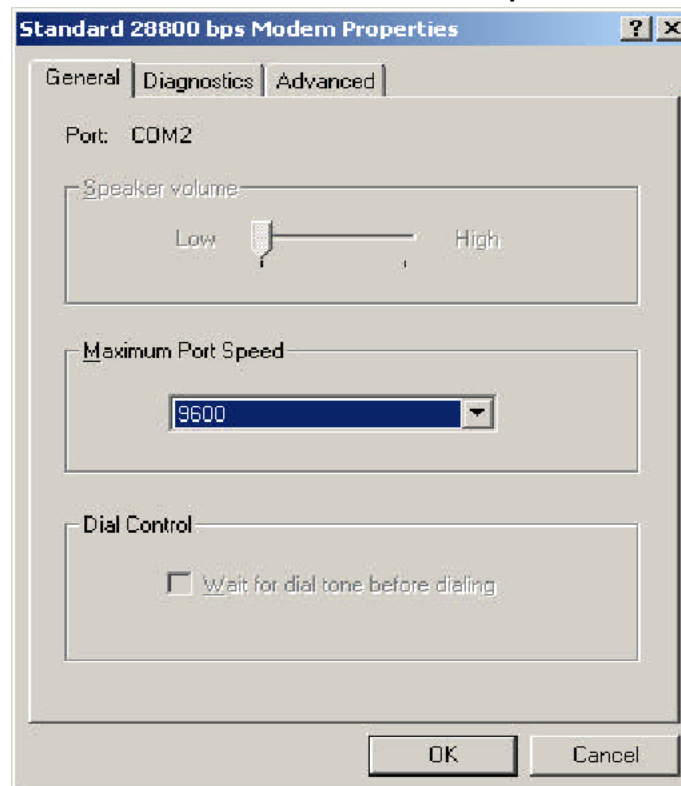 Standard 28800 bps Modem Properties
General Diagnostics Advanced
Port: COM2
Speaker volume
Low High
Maximum Port Speed
9600
Dial Control
Wait for dial tone before dialing
OK Cancel